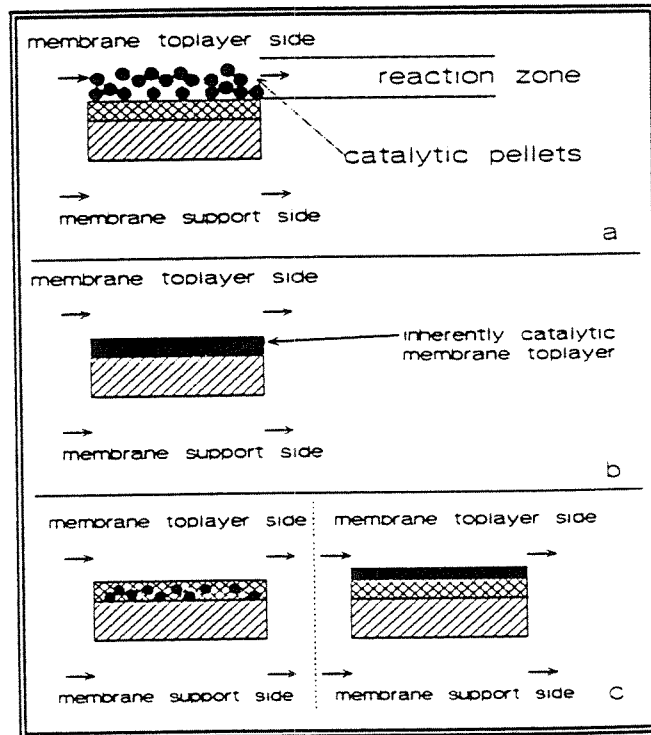 membrane toplayer side
reaction zone
catalytic pellets
membrane support side
a
membrane toplayer side
inherently catalytic
membrane toplayer
membrane support side
b
membrane toplayer side
membrane toplayer side
membrane support side
membrane support side
c